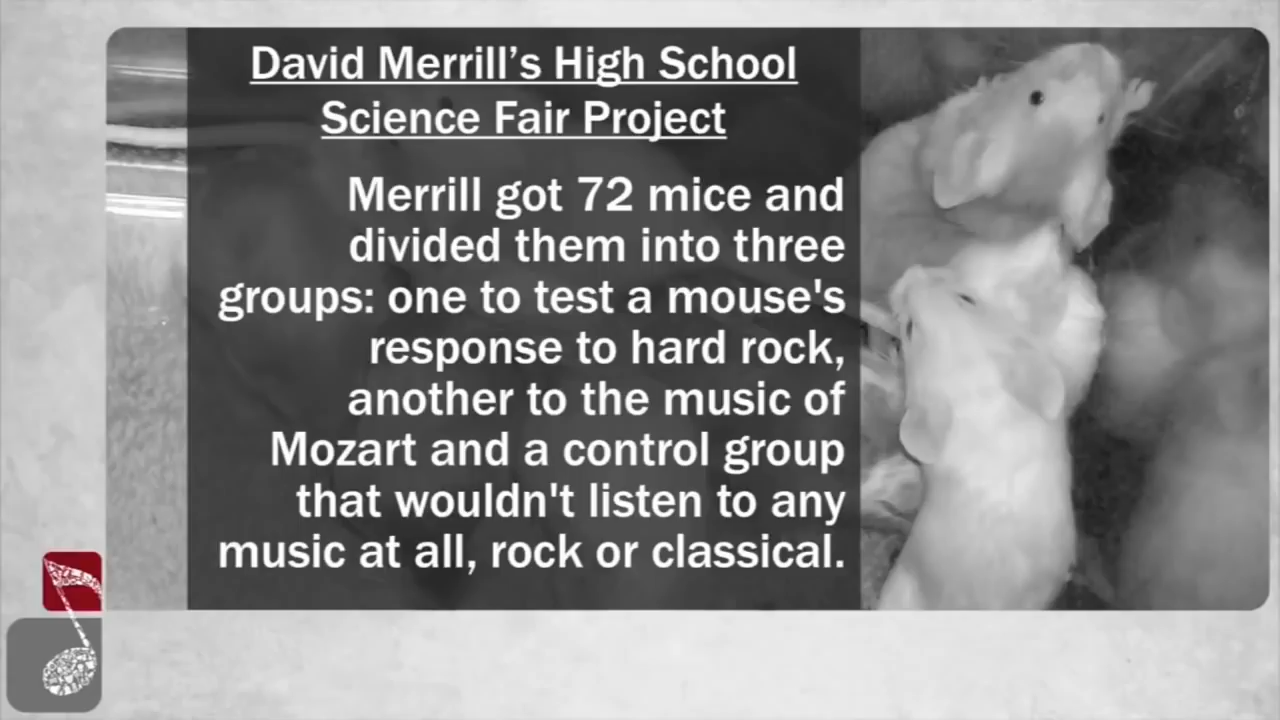 David Merrill’s High School
Science Fair Project
Merrill got 72 mice and
divided them into three
groups: one to test a mouse's
response to hard rock,
another to the music of
Mozart and a control group
that wouldn't listen to any
music at all, rock or classical.